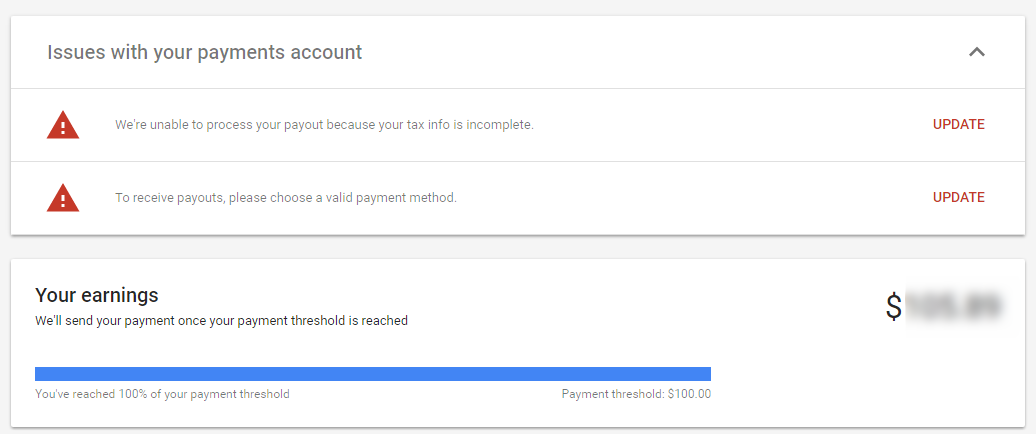 Issues with your payments account
We're unable to process your payout because your tax info is incomplete.
UPDATE
To receive payouts, please choose a valid payment method.
UPDATE
Your earnings
$
We'll send your payment once your payment threshold is reached
You've reached 100% of your payment threshold
Payment threshold: $100.00